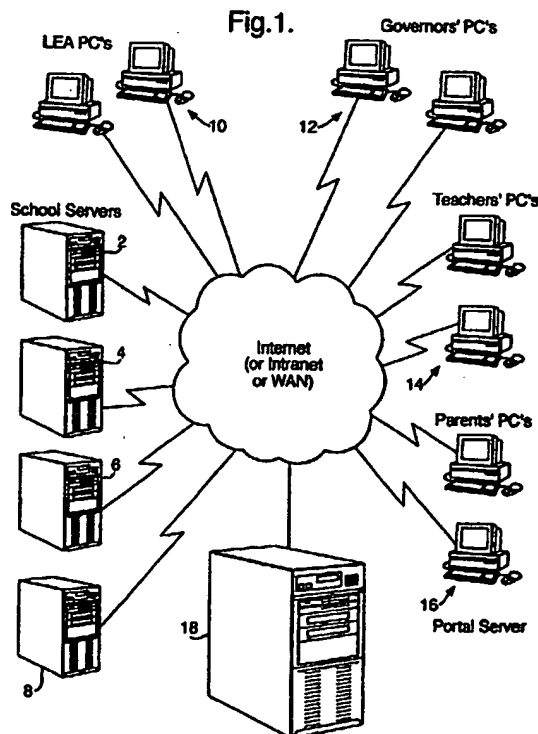 Fig.1.
LEA PC's
Governors' PC's
10
12
School Servers
2
Teachers' PC's
4
Internet
(or Intranet
or WAN)
14
6
Parents' PC's
8
18
16
Portal Server